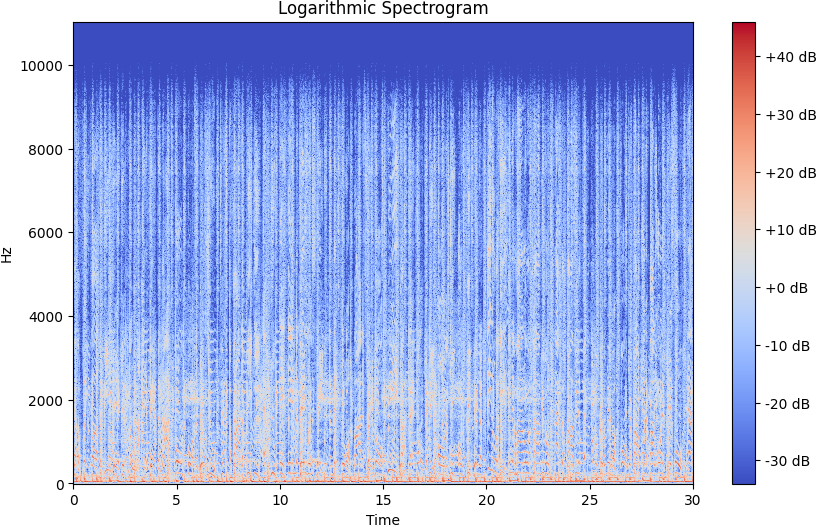 Logarithmic Spectrogram
Hz
10000
8000
6000
4000
2000
0
0 5 10 15 20 25 30
Time
+40 dB
+30 dB
+20 dB
+10 dB
+0 dB
-10 dB
-20 dB
-30 dB